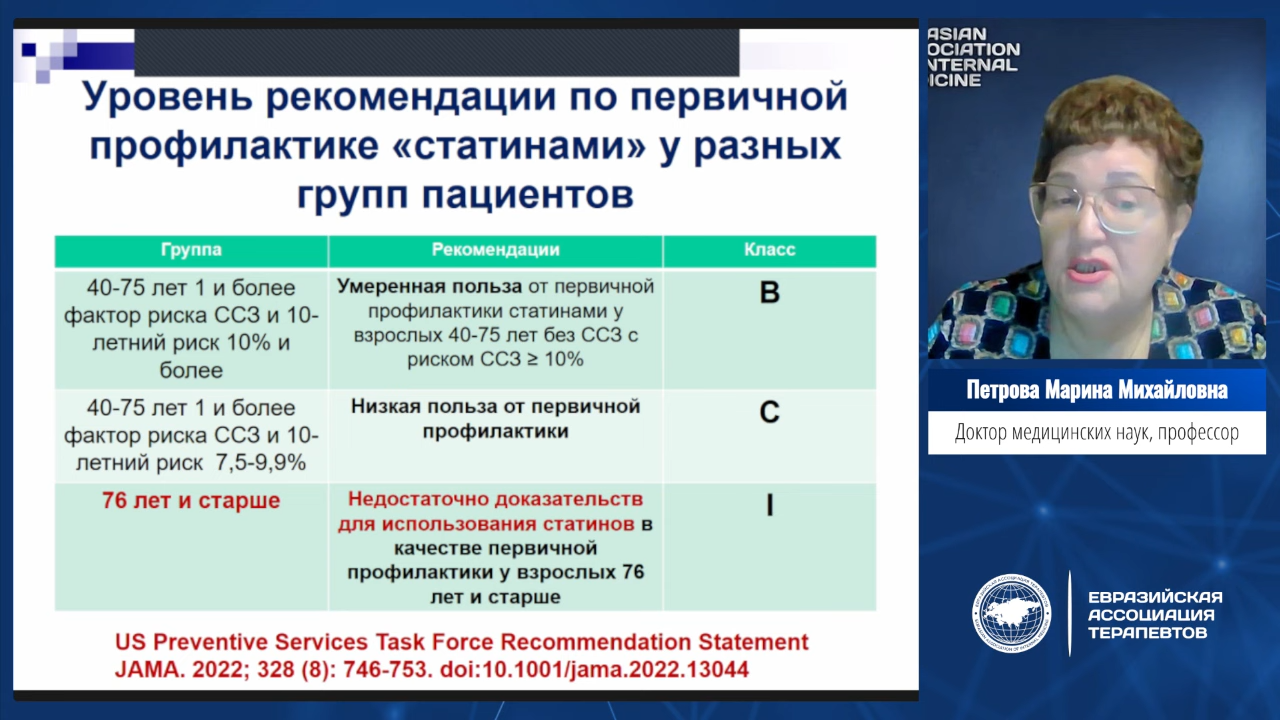 Уровень рекомендации по первичной
профилактике «статинами» у разных
групп пациентов
Группа
Рекомендации
Класс
40-75 лет 1 и более
фактор риска ССЗ и 10-
летний риск 10% и
более
Умеренная польза от первичной
профилактики статинами у
взрослых 40-75 лет без ССЗ с
риском ССЗ ≥ 10%
B
40-75 лет 1 и более
фактор риска ССЗ и 10-
летний риск 7,5-9,9%
Низкая польза от первичной
профилактики
C
76 лет и старше
Недостаточно доказательств
для использования статинов в
качестве первичной
профилактики у взрослых 76
лет и старше
I
US Preventive Services Task Force Recommendation Statement
JAMA. 2022; 328 (8): 746-753. doi:10.1001/jama.2022.13044
ASIAN
OCIATION
NTERNAL
ICINE
Петрова Марина Михайловна
Доктор медицинских наук, профессор
ЕВРАЗИЙСКАЯ
АССОЦИАЦИЯ
ТЕРАПЕВТОВ